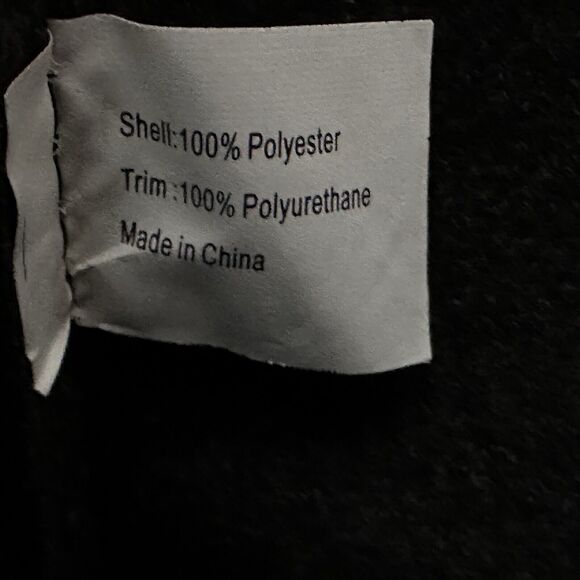 Shell:100% Polyester
Trim :100% Polyurethane
Made in China